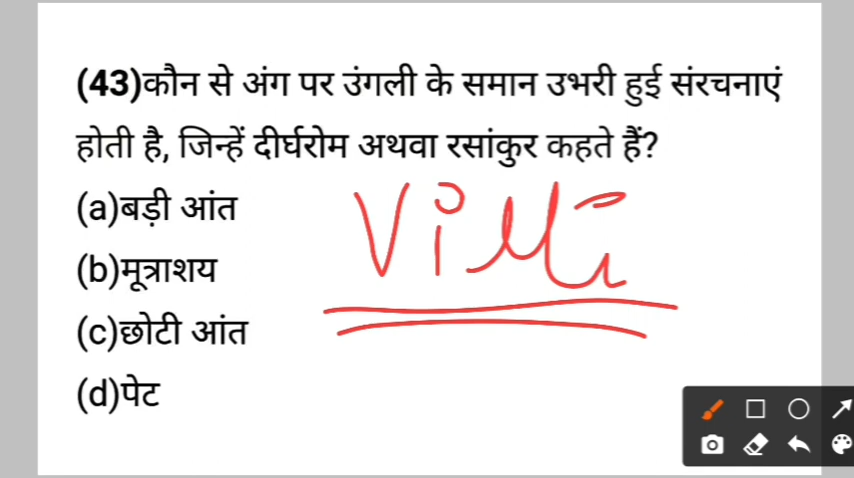 (43)कौन से अंग पर उंगली के समान उभरी हुई संरचनाएं
होती है, जिन्हें दीर्घरोम अथवा रसांकुर कहते हैं?
(a)बड़ी आंत
(b)मूत्राशय
(c)छोटी आंत
(d)पेट
Villi